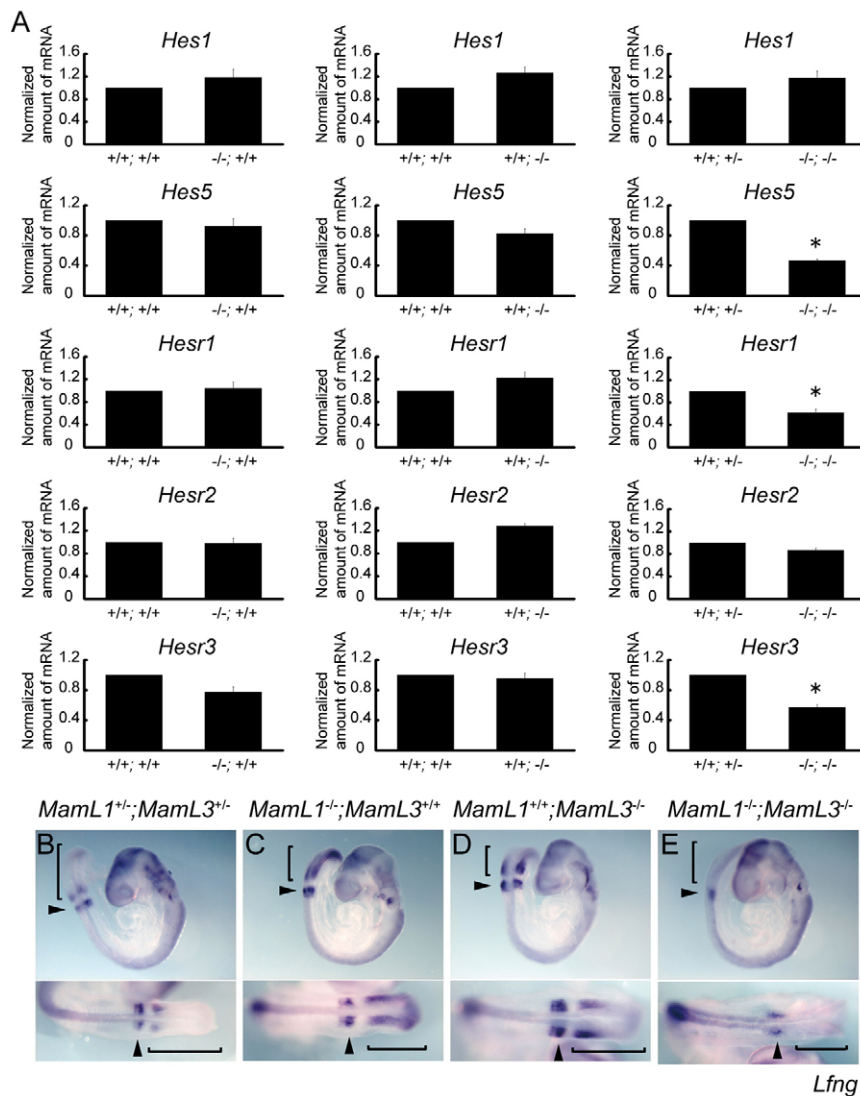 A
Hes1 Hes1 Hes1
Normalized amount of mRNA
1.6
1.2
0.8
0.4
0
+/+; +/+ -/-; +/+
Normalized amount of mRNA
1.6
1.2
0.8
0.4
0
+/+; +/+ +/+; -/-
Normalized amount of mRNA
1.6
1.2
0.8
0.4
0
+/+; +/- -/-; -/-
Hes5 Hes5 Hes5
Normalized amount of mRNA
1.2
0.8
0.4
0
+/+; +/+ -/-; +/+
Normalized amount of mRNA
1.2
0.8
0.4
0
+/+; +/+ +/+; -/-
Normalized amount of mRNA
1.2
0.8
0.4
0
*
+/+; +/- -/-; -/-
Hesr1 Hesr1 Hesr1
Normalized amount of mRNA
1.6
1.2
0.8
0.4
0
+/+; +/+ -/-; +/+
Normalized amount of mRNA
1.6
1.2
0.8
0.4
0
+/+; +/+ +/+; -/-
Normalized amount of mRNA
1.6
1.2
0.8
0.4
0
*
+/+; +/- -/-; -/-
Hesr2 Hesr2 Hesr2
Normalized amount of mRNA
1.6
1.2
0.8
0.4
0
+/+; +/+ -/-; +/+
Normalized amount of mRNA
1.6
1.2
0.8
0.4
0
+/+; +/+ +/+; -/-
Normalized amount of mRNA
1.6
1.2
0.8
0.4
0
+/+; +/- -/-; -/-
Hesr3 Hesr3 Hesr3
Normalized amount of mRNA
1.2
0.8
0.4
0
+/+; +/+ -/-; +/+
Normalized amount of mRNA
1.2
0.8
0.4
0
+/+; +/+ +/+; -/-
Normalized amount of mRNA
1.2
0.8
0.4
0
*
+/+; +/- -/-; -/-
MamL1+/-;MamL3+/- MamL1-/-;MamL3+/+ MamL1+/+;MamL3-/- MamL1-/-;MamL3-/-
B C D E
Lfng